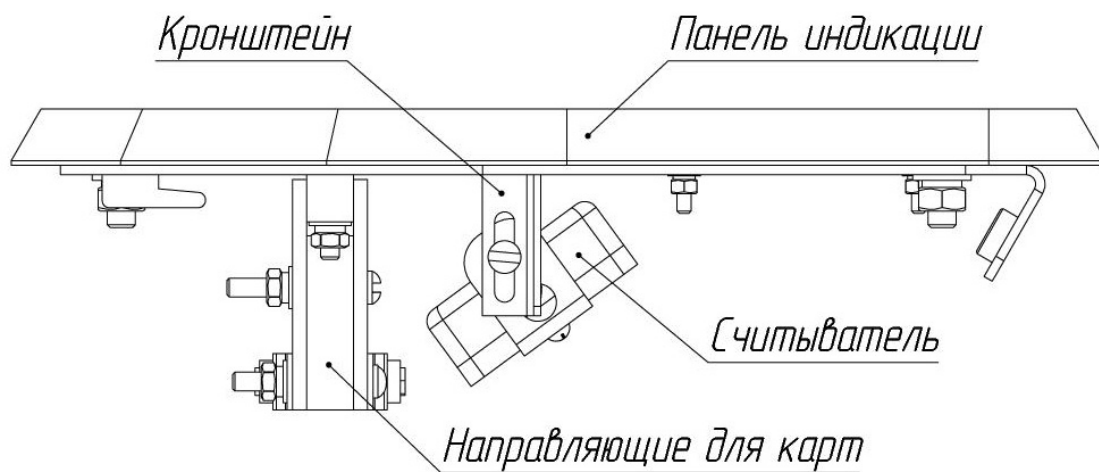 Кронштейн
Панель индикации
Считыватель
Направляющие для карт